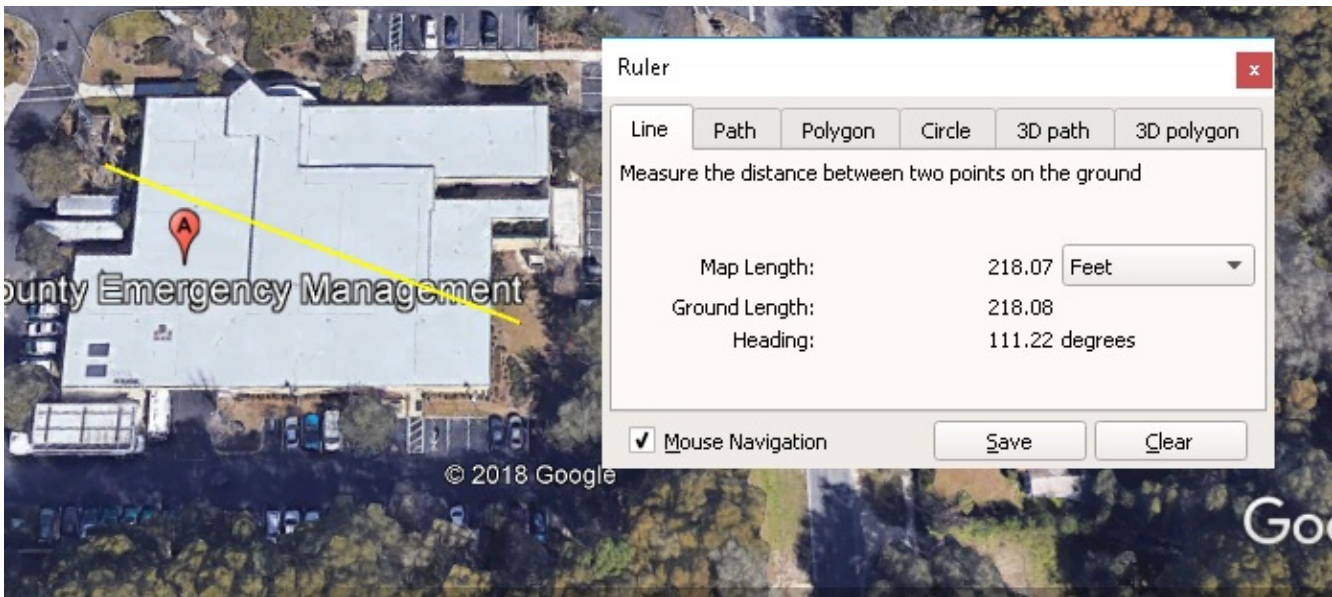 Ruler
x
Line Path Polygon Circle 3D path 3D polygon
Measure the distance between two points on the ground
A
Map Length: 218.07 Feet
ounty Emergency Management
Ground Length: 218.08
Heading: 111.22 degrees
Mouse Navigation Save Clear
© 2018 Google
Goo